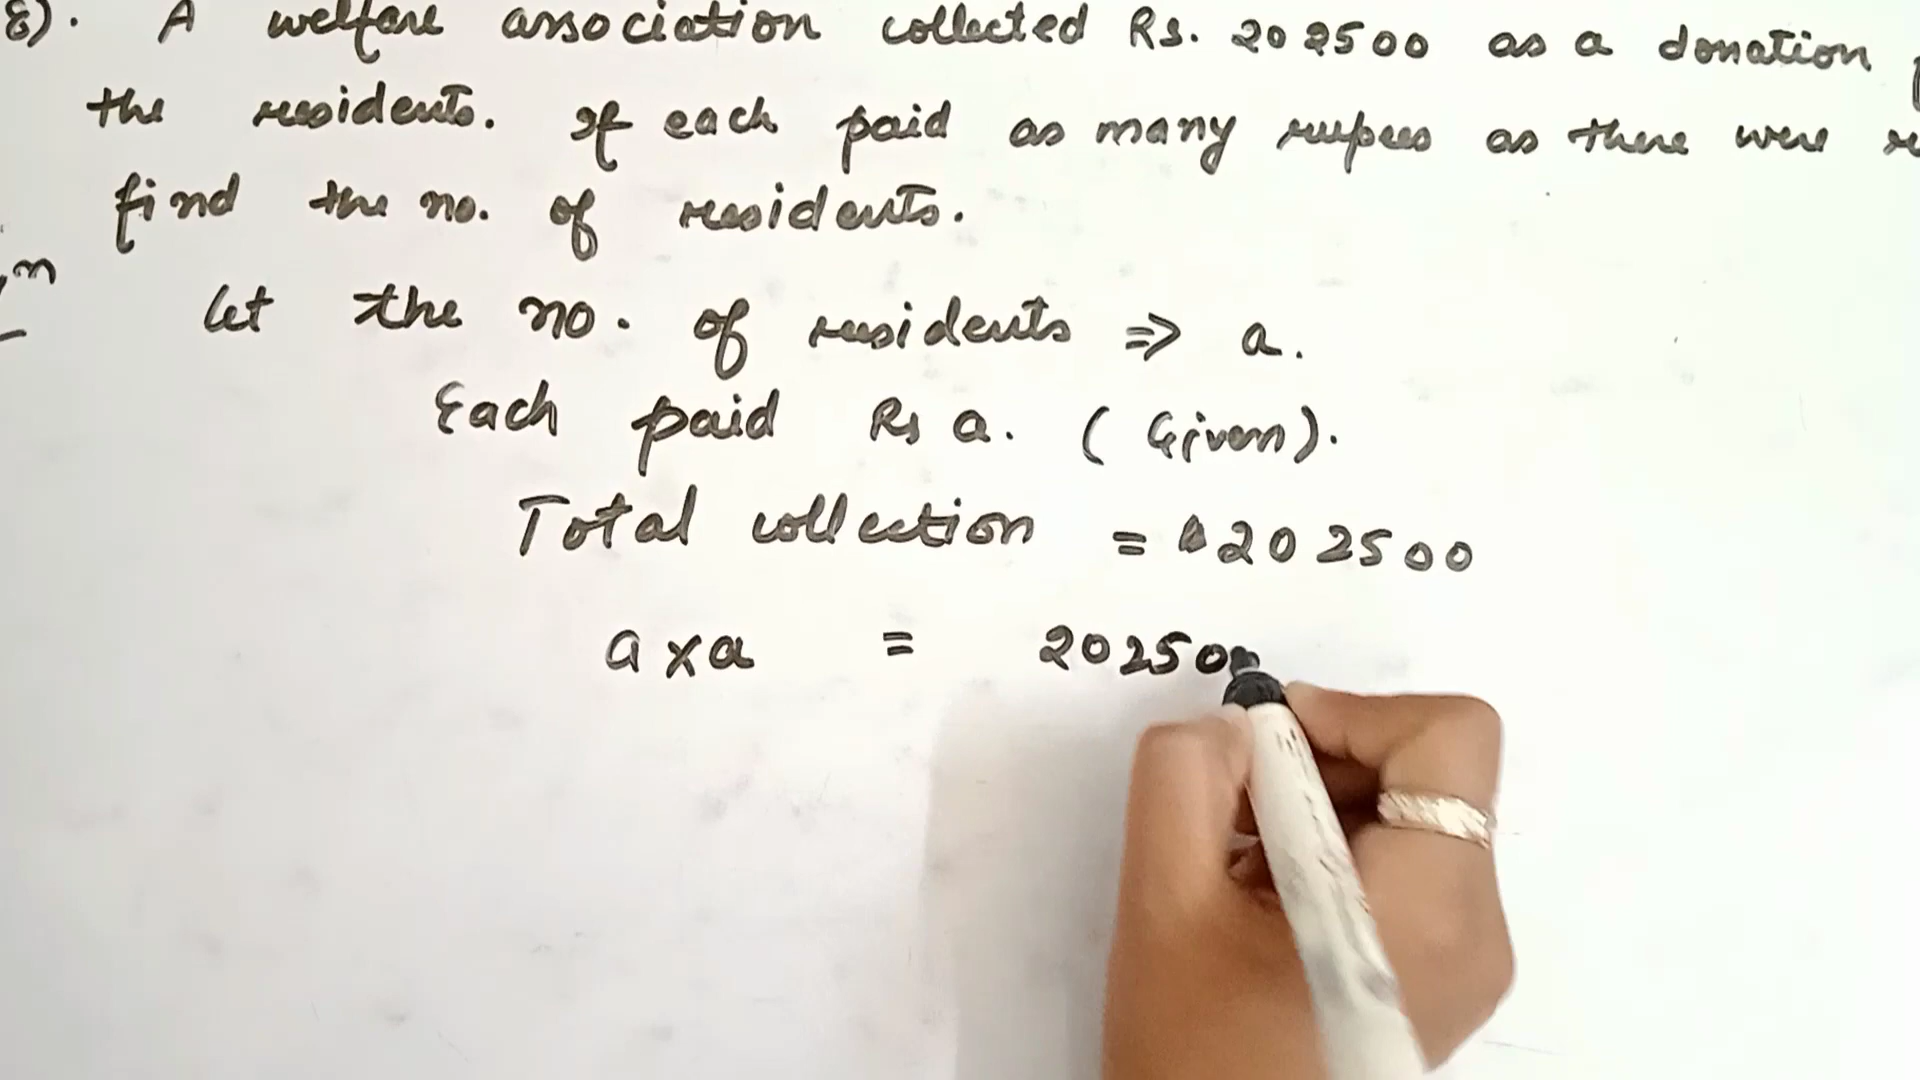 8). A welfare association collected Rs. 202500 as a donation
the residents. If each paid as many rupees as there were
find the no. of residents.
let the no. of residents ⇒ a.
Each paid Rs a. (Given).
Total collection = 202500
a × a = 20250